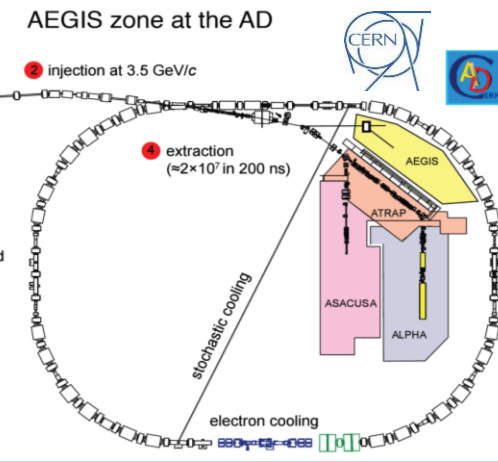 AEGIS zone at the AD
CERN
AD
2 injection at 3.5 GeV/c
4 extraction
(≈2×10⁷ in 200 ns)
AEGIS
ATRAP
ASACUSA
ALPHA
stochastic cooling
electron cooling